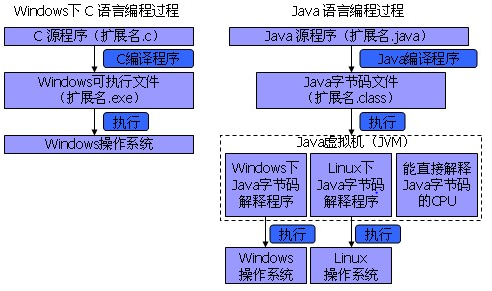 Windows下 C 语言编程过程
C 源程序（扩展名.c）
C编译程序
Windows可执行文件
（扩展名.exe）
执行
Windows操作系统
Java 语言编程过程
Java 源程序（扩展名.java）
Java编译程序
Java字节码文件
（扩展名.class）
执行
Java虚拟机（JVM）
Windows下
Java字节码
解释程序
Linux下
Java字节码
解释程序
能直接解释
Java字节码
的CPU
执行
执行
Windows
操作系统
Linux
操作系统